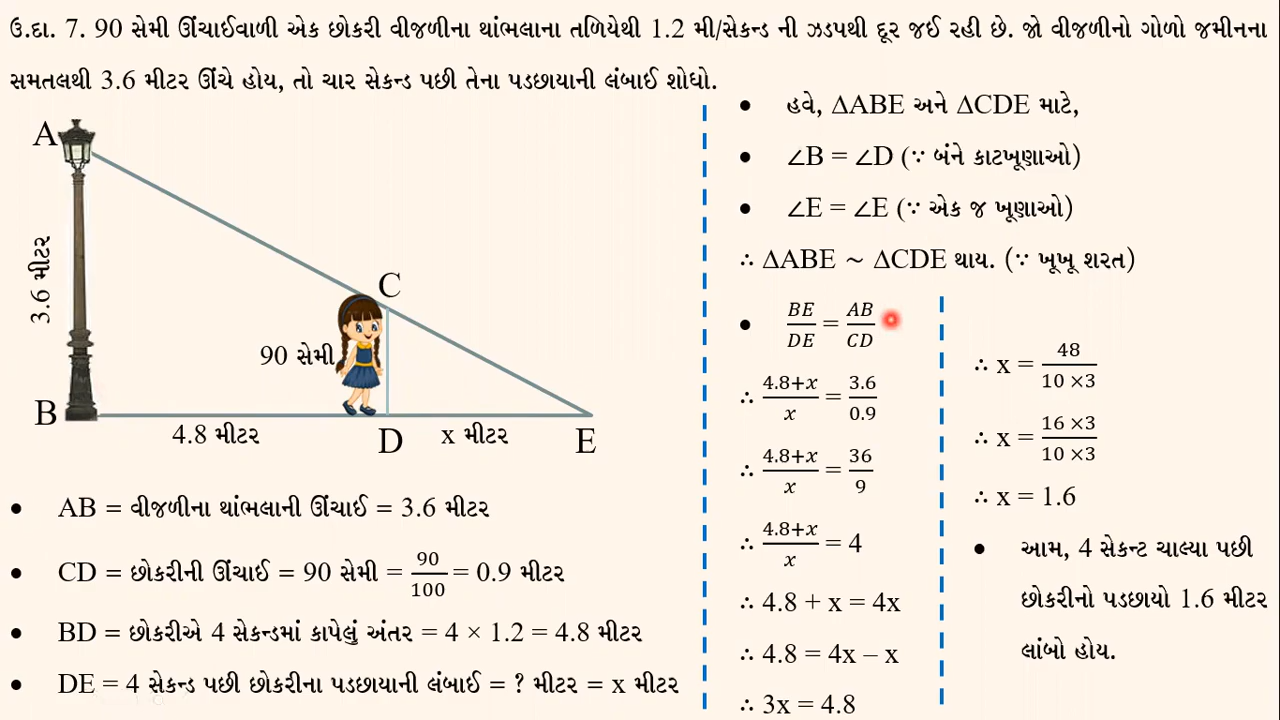 ઉ.દા. 7. 90 સેમી ઊંચાઈવાળી એક છોકરી વીજળીના થાંભલાના તળિયેથી 1.2 મી/સેકન્ડ ની ઝડપથી દૂર જઈ રહી છે. જો વીજળીનો ગોળો જમીનના
સમતલથી 3.6 મીટર ઊંચે હોય, તો ચાર સેકન્ડ પછી તેના પડછાયાની લંબાઈ શોધો.
A
3.6 મીટર
C
90 સેમી
B
4.8 મીટર
D
x મીટર
E
• AB = વીજળીના થાંભલાની ઊંચાઈ = 3.6 મીટર
• CD = છોકરીની ઊંચાઈ = 90 સેમી = 90/100 = 0.9 મીટર
• BD = છોકરીએ 4 સેકન્ડમાં કાપેલું અંતર = 4 × 1.2 = 4.8 મીટર
• DE = 4 સેકન્ડ પછી છોકરીના પડછાયાની લંબાઈ = ? મીટર = x મીટર
• હવે, ΔABE અને ΔCDE માટે,
• ∠B = ∠D (∵ બંને કાટખૂણાઓ)
• ∠E = ∠E (∵ એક જ ખૂણાઓ)
∴ ΔABE ~ ΔCDE થાય. (∵ ખૂખૂ શરત)
• BE/DE = AB/CD
∴ 4.8+x/x = 3.6/0.9
∴ 4.8+x/x = 36/9
∴ 4.8+x/x = 4
∴ 4.8 + x = 4x
∴ 4.8 = 4x – x
∴ 3x = 4.8
∴ x = 48/10 ×3
∴ x = 16 ×3/10 ×3
∴ x = 1.6
• આમ, 4 સેકન્ટ ચાલ્યા પછી
છોકરીનો પડછાયો 1.6 મીટર
લાંબો હોય.